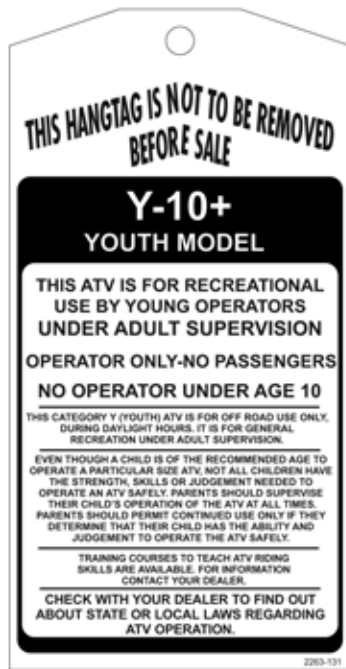 THIS HANGTAG IS NOT TO BE REMOVED
BEFORE SALE
Y-10+
YOUTH MODEL
THIS ATV IS FOR RECREATIONAL
USE BY YOUNG OPERATORS
UNDER ADULT SUPERVISION
OPERATOR ONLY-NO PASSENGERS
NO OPERATOR UNDER AGE 10
THIS CATEGORY Y (YOUTH) ATV IS FOR OFF ROAD USE ONLY,
DURING DAYLIGHT HOURS. IT IS FOR GENERAL
RECREATION UNDER ADULT SUPERVISION.
EVEN THOUGH A CHILD IS OF THE RECOMMENDED AGE TO
OPERATE A PARTICULAR SIZE ATV, NOT ALL CHILDREN HAVE
THE STRENGTH, SKILLS OR JUDGEMENT NEEDED TO
OPERATE AN ATV SAFELY. PARENTS SHOULD SUPERVISE
THEIR CHILD'S OPERATION OF THE ATV AT ALL TIMES.
PARENTS SHOULD PERMIT CONTINUED USE ONLY IF THEY
DETERMINE THAT THEIR CHILD HAS THE ABILITY AND
JUDGEMENT TO OPERATE THE ATV SAFELY.
TRAINING COURSES TO TEACH ATV RIDING
SKILLS ARE AVAILABLE. FOR INFORMATION
CONTACT YOUR DEALER.
CHECK WITH YOUR DEALER TO FIND OUT
ABOUT STATE OR LOCAL LAWS REGARDING
ATV OPERATION.
2263-131